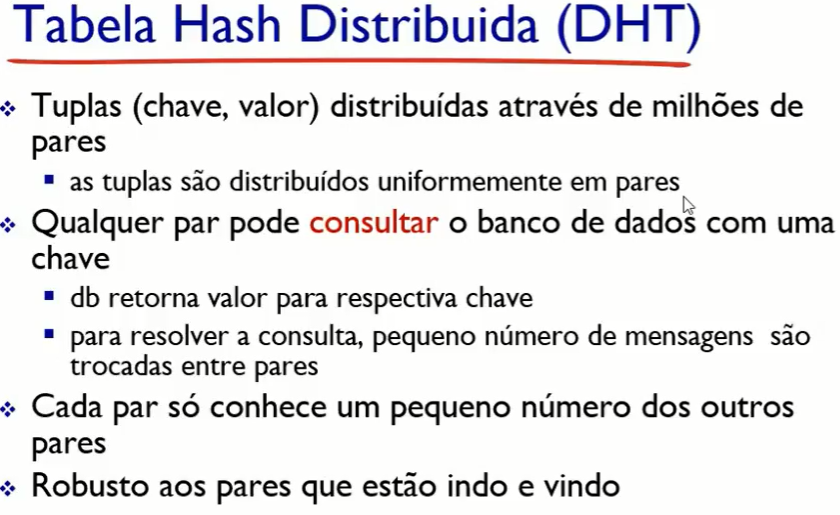 Tabela Hash Distribuida (DHT)
Tuplas (chave, valor) distribuídas através de milhões de
pares
as tuplas são distribuídos uniformemente em pares
Qualquer par pode consultar o banco de dados com uma
chave
db retorna valor para respectiva chave
para resolver a consulta, pequeno número de mensagens são
trocadas entre pares
Cada par só conhece um pequeno número dos outros
pares
Robusto aos pares que estão indo e vindo